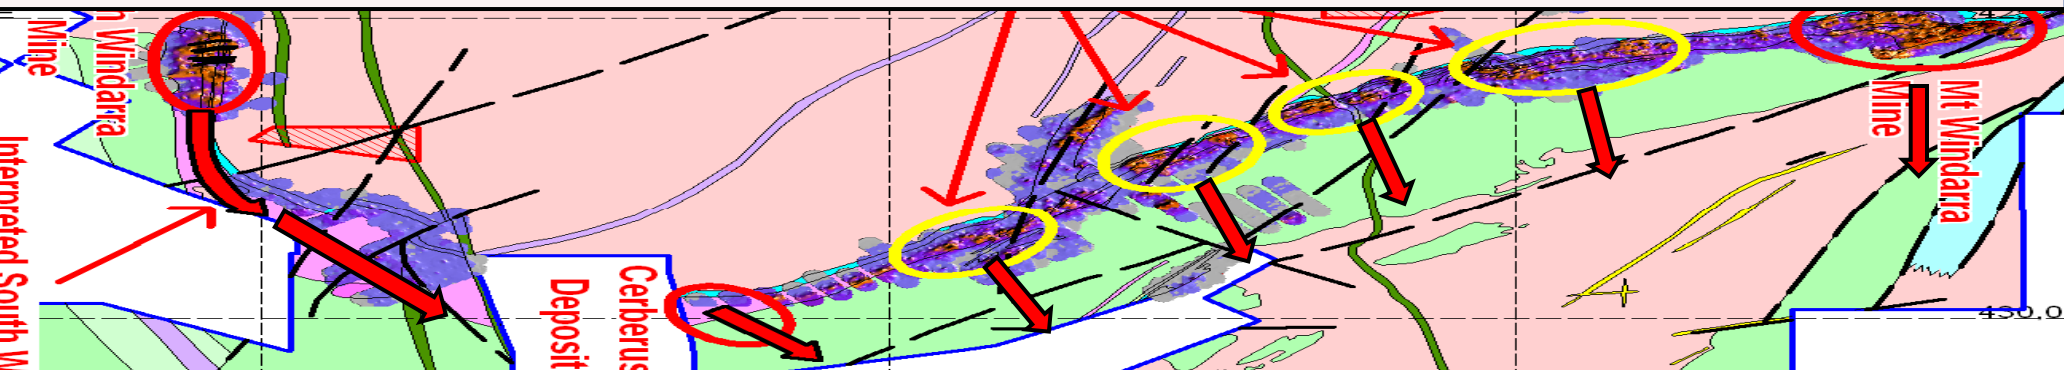 Windarra
Mine
Interpreted South W
Cerberus
Deposit
Mt Windarra
Mine
430,0